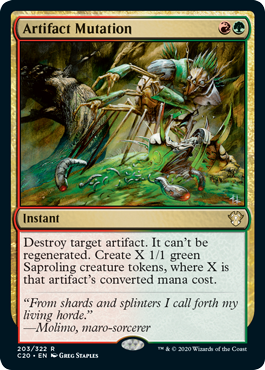 Artifact Mutation
Instant
Destroy target artifact. It can't be
regenerated. Create X 1/1 green
Saproling creature tokens, where X is
that artifact's converted mana cost.
“From shards and splinters I call forth my
living horde.”
—Molimo, maro-sorcerer
203/322 R
C20 • EN Greg Staples
™ & © 2020 Wizards of the Coast